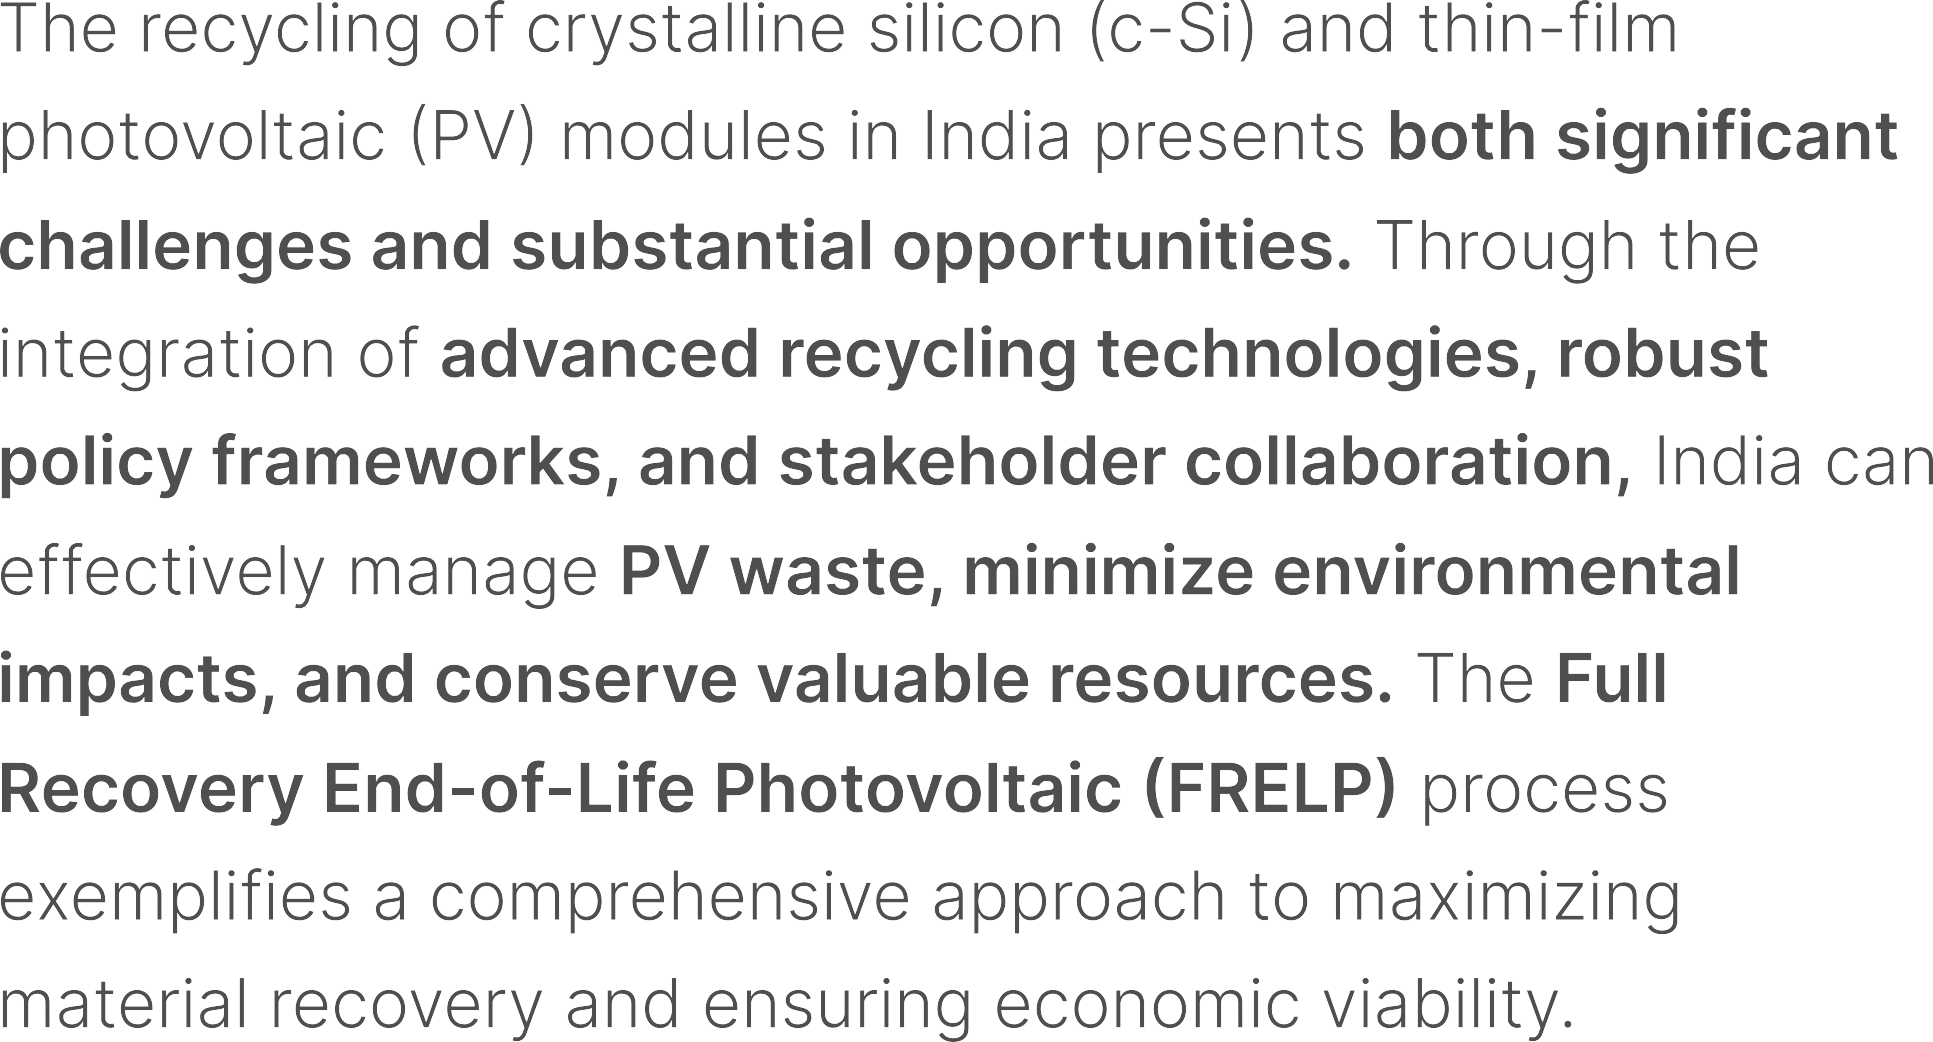 The recycling of crystalline silicon (c-Si) and thin-film
photovoltaic (PV) modules in India presents both significant
challenges and substantial opportunities. Through the
integration of advanced recycling technologies, robust
policy frameworks, and stakeholder collaboration, India can
effectively manage PV waste, minimize environmental
impacts, and conserve valuable resources. The Full
Recovery End-of-Life Photovoltaic (FRELP) process
exemplifies a comprehensive approach to maximizing
material recovery and ensuring economic viability.